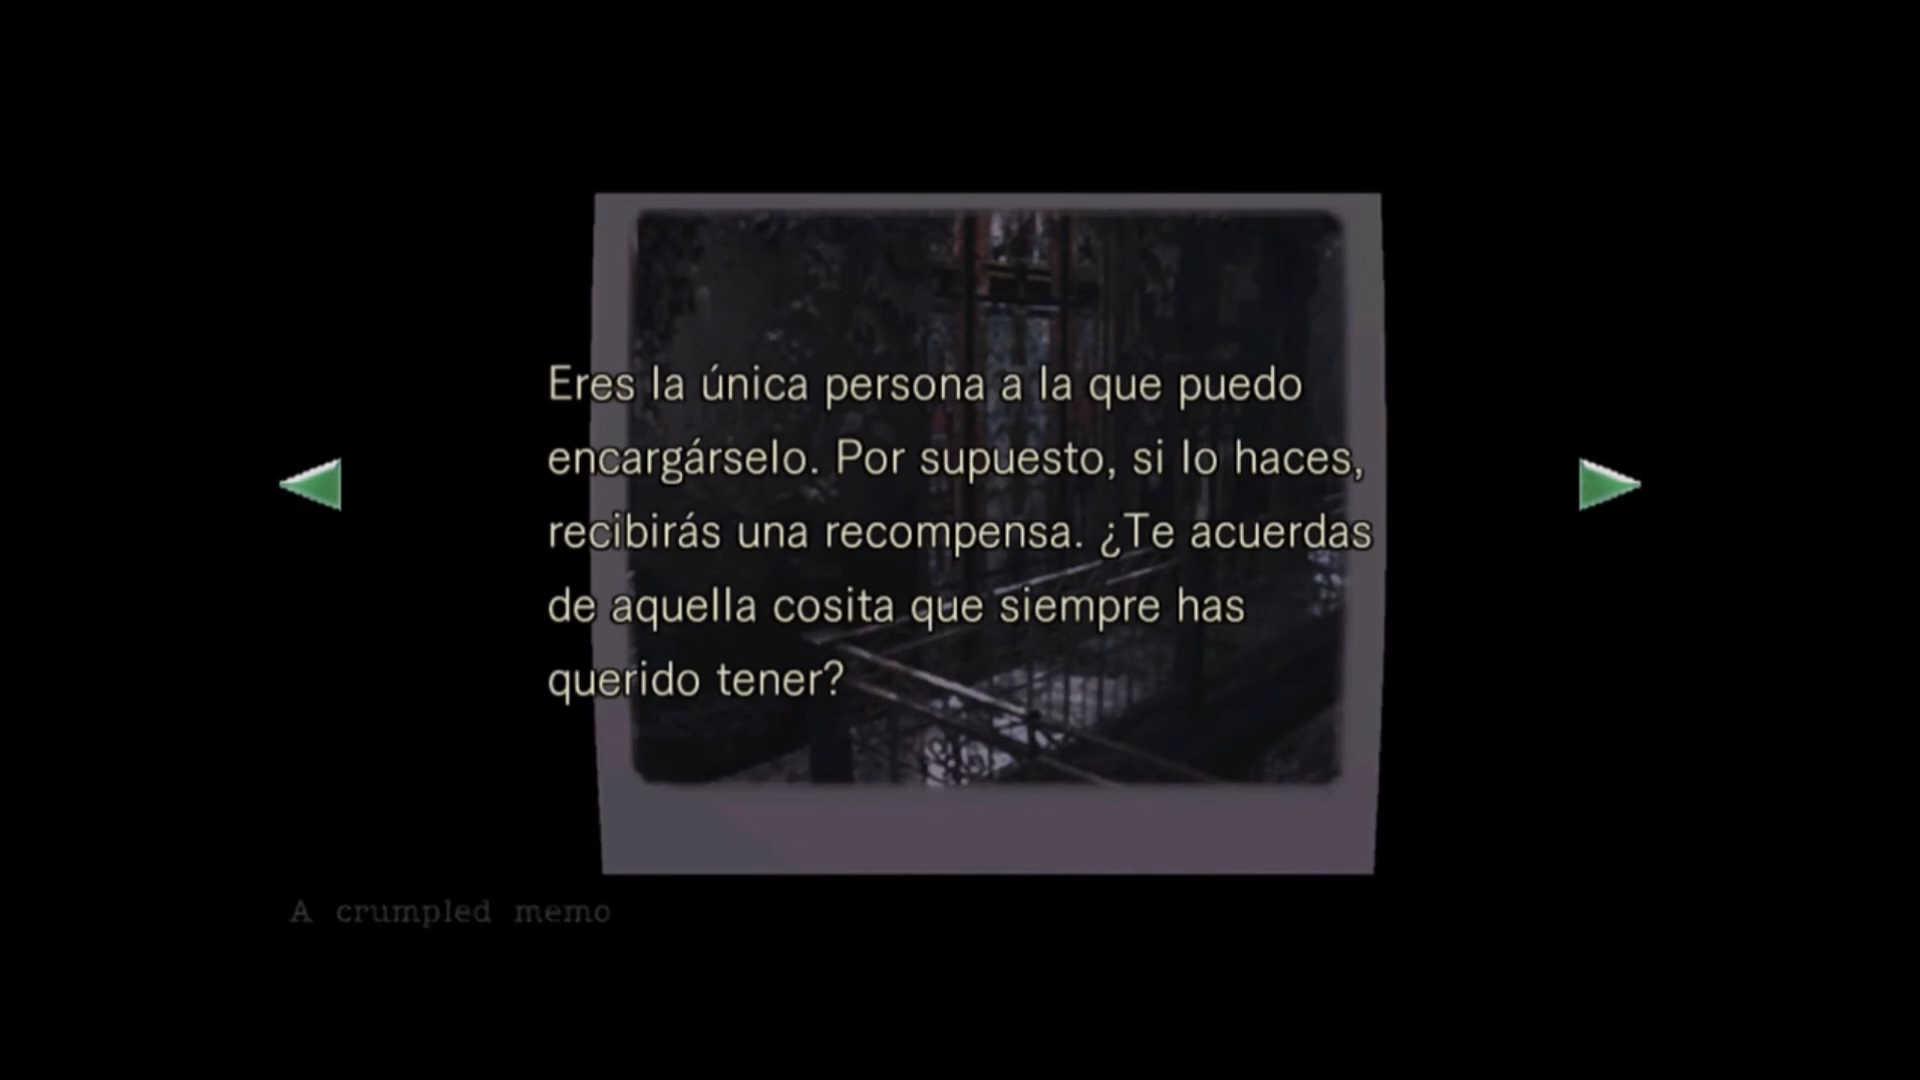 Eres la única persona a la que puedo
encargárselo. Por supuesto, si lo haces,
recibirás una recompensa. ¿Te acuerdas
de aquella cosita que siempre has
querido tener?
A crumpled memo